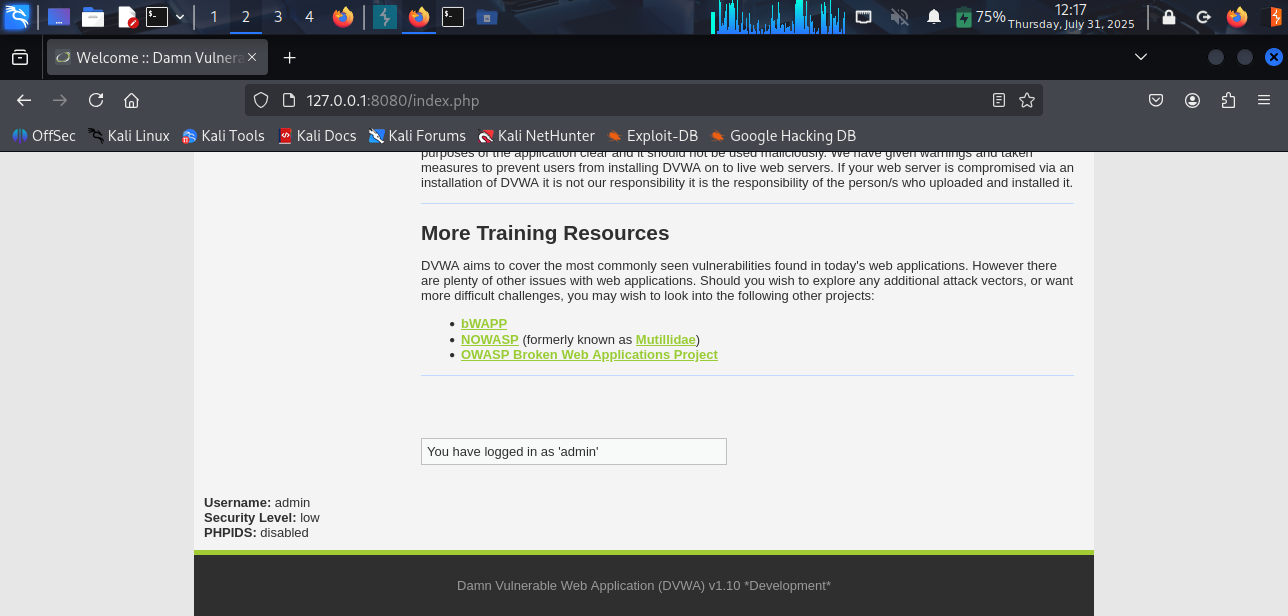 1 2 3 4 75% 12:17
Thursday, July 31, 2025
Welcome :: Damn Vulnera
127.0.0.1:8080/index.php
OffSec Kali Linux Kali Tools Kali Docs Kali Forums Kali NetHunter Exploit-DB Google Hacking DB
purposes of the application clear and it should not be used maliciously. We have given warnings and taken
measures to prevent users from installing DVWA on to live web servers. If your web server is compromised via an
installation of DVWA it is not our responsibility it is the responsibility of the person/s who uploaded and installed it.
More Training Resources
DVWA aims to cover the most commonly seen vulnerabilities found in today's web applications. However there
are plenty of other issues with web applications. Should you wish to explore any additional attack vectors, or want
more difficult challenges, you may wish to look into the following other projects:
• bWAPP
• NOWASP (formerly known as Mutillidae)
• OWASP Broken Web Applications Project
You have logged in as 'admin'
Username: admin
Security Level: low
PHPIDS: disabled
Damn Vulnerable Web Application (DVWA) v1.10 *Development*